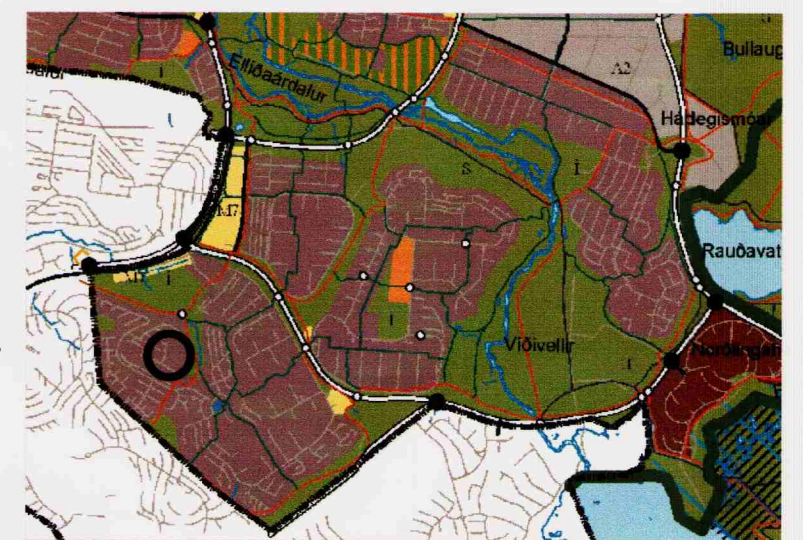 Bullaug
Elliðaárdalur
A2
Hádegismóar
S
Í
Í
M7
Rauðavat
Í
Í
Víðivellir
Í
Norðlingah